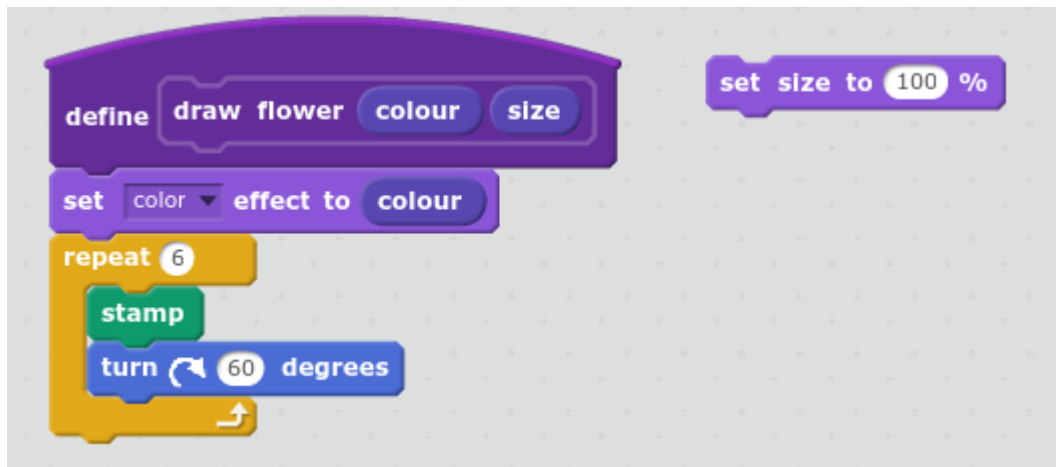 define draw flower colour size
set size to 100 %
set color effect to colour
repeat 6
stamp
turn 60 degrees